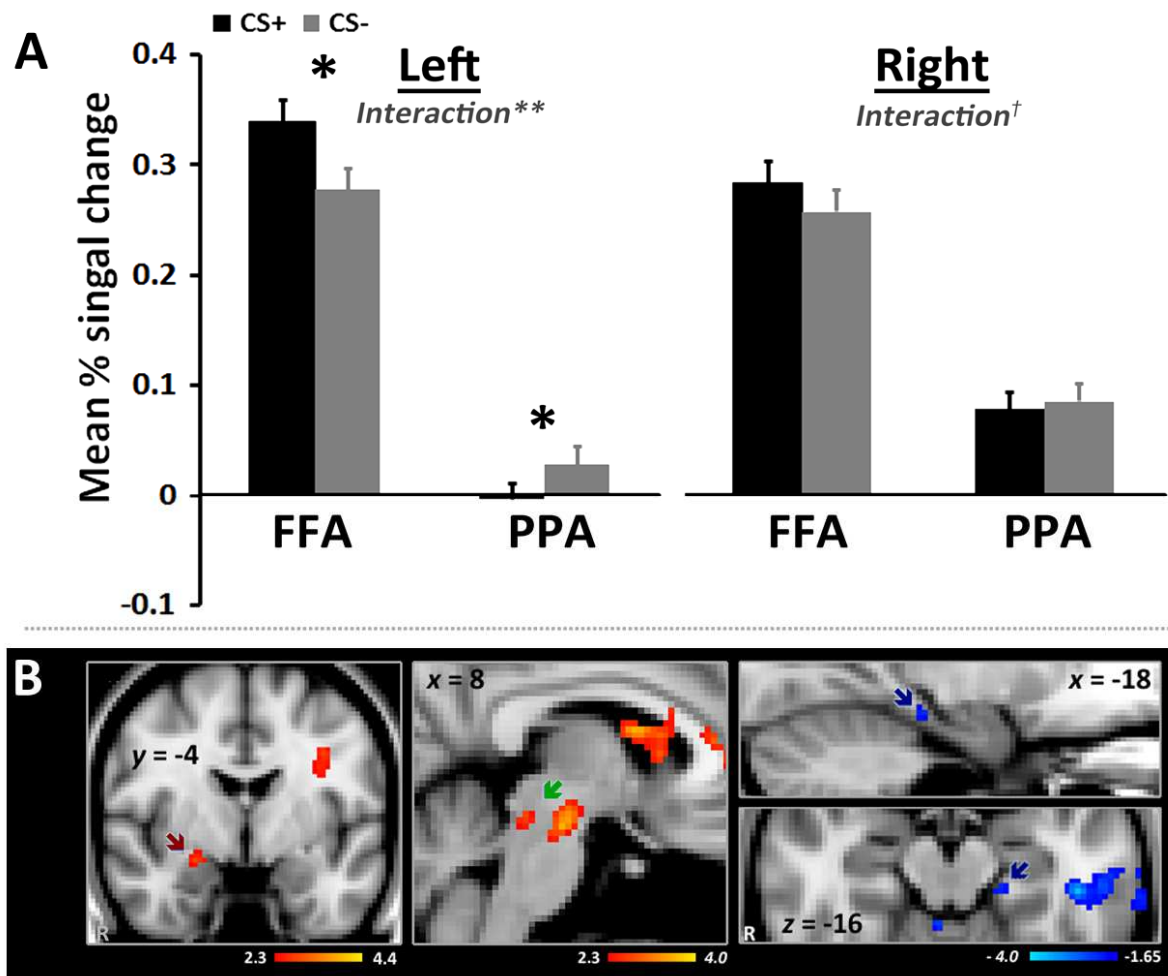 A
CS+ CS-
0.4
0.3
0.2
0.1
0
-0.1
Mean % singal change
* Left Right
Interaction** Interaction†
*
FFA PPA FFA PPA
B
y = -4
R
2.3 4.4
x = 8
2.3 4.0
x = -18
z = -16
R
- 4.0 -1.65